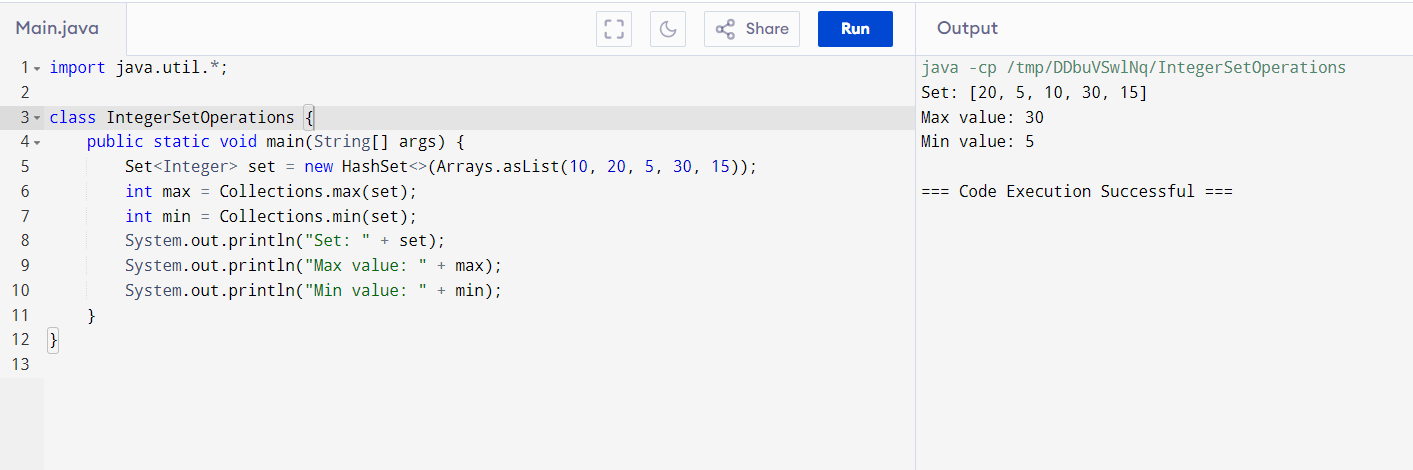 Main.java
Share
Run
Output
1 import java.util.*;
2
3 class IntegerSetOperations {
4     public static void main(String[] args) {
5         Set<Integer> set = new HashSet<>(Arrays.asList(10, 20, 5, 30, 15));
6         int max = Collections.max(set);
7         int min = Collections.min(set);
8         System.out.println("Set: " + set);
9         System.out.println("Max value: " + max);
10         System.out.println("Min value: " + min);
11     }
12 }
13
java -cp /tmp/DDbuVSwlNq/IntegerSetOperations
Set: [20, 5, 10, 30, 15]
Max value: 30
Min value: 5
=== Code Execution Successful ===